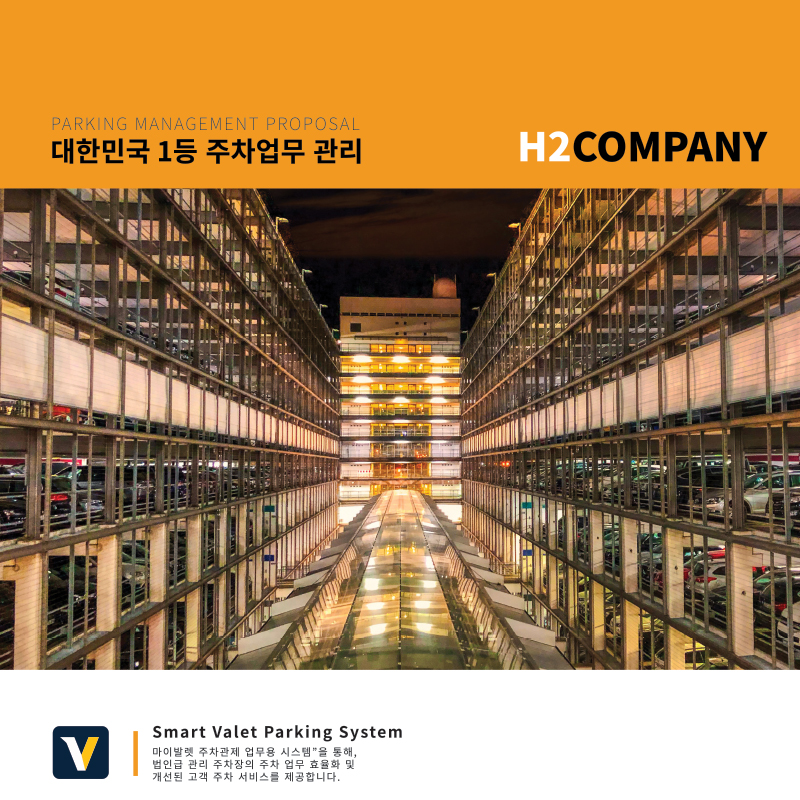 PARKING MANAGEMENT PROPOSAL
대한민국 1등 주차업무 관리
H2COMPANY
V
Smart Valet Parking System
마이발렛 주차관제 업무용 시스템”을 통해,
법인급 관리 주차장의 주차 업무 효율화 및
개선된 고객 주차 서비스를 제공합니다.